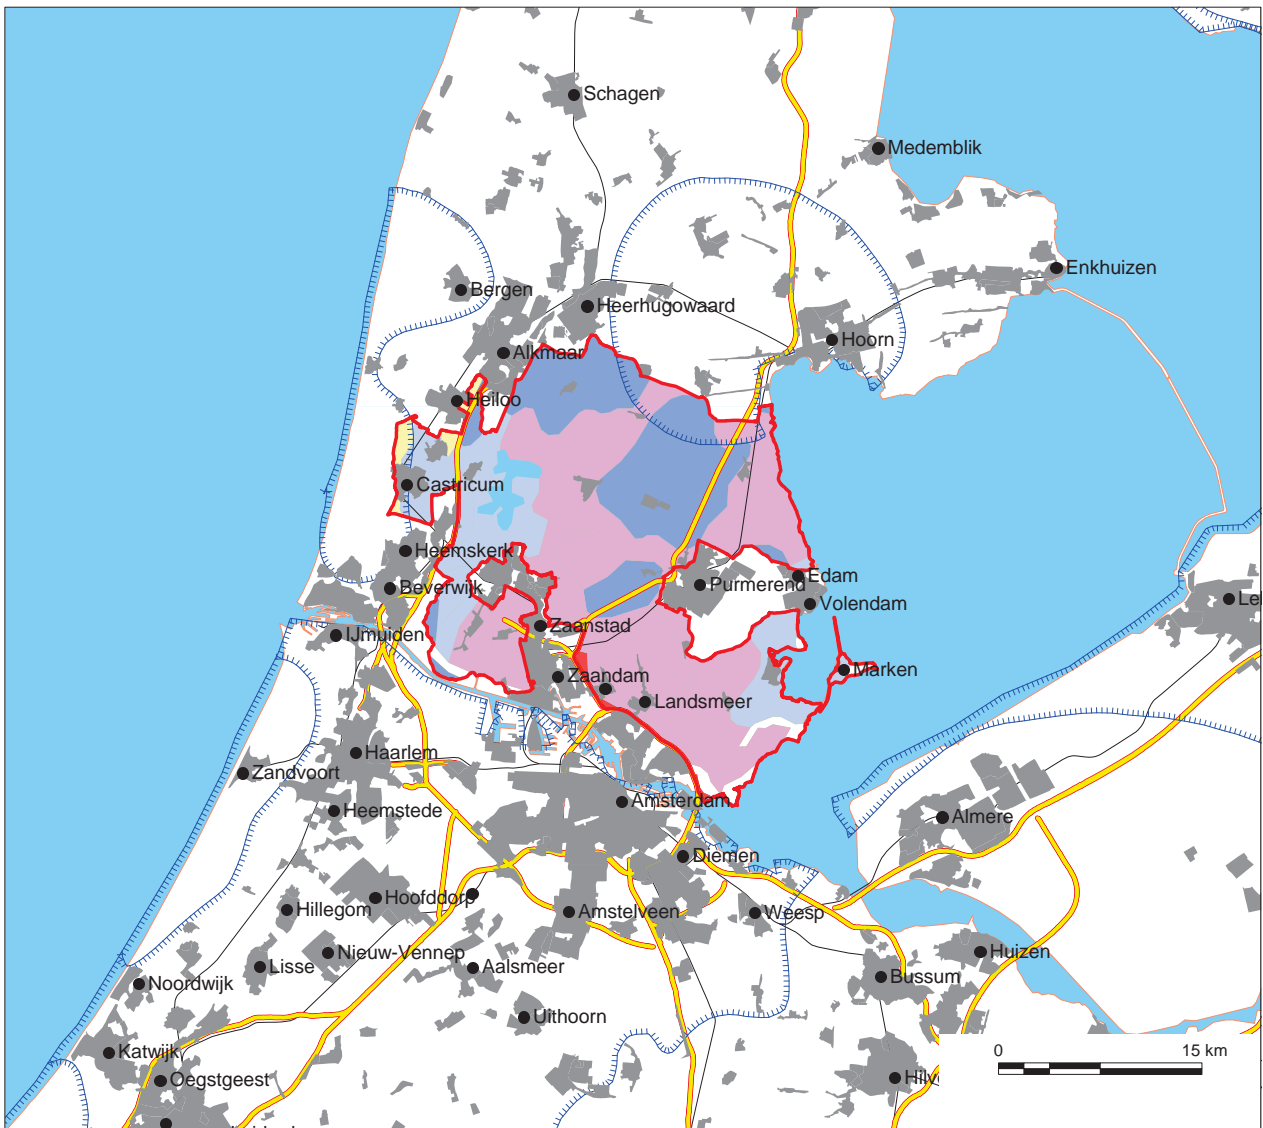 Schagen
Medemblik
Enkhuizen
Bergen
Heerhugowaard
Hoorn
Alkmaar
Heiloo
Castricum
Heemskerk
Beverwijk
Purmerend
Edam
Volendam
Zaanstad
IJmuiden
Marken
Zaandam
Landsmeer
Haarlem
Zandvoort
Amsterdam
Heemstede
Almere
Diemen
Hoofddorp
Hillegom
Amstelveen
Weesp
Nieuw-Vennep
Huizen
Lisse
Aalsmeer
Bussum
Noordwijk
Uithoorn
Katwijk
0 15 km
Oegstgeest
Hilv
Lel